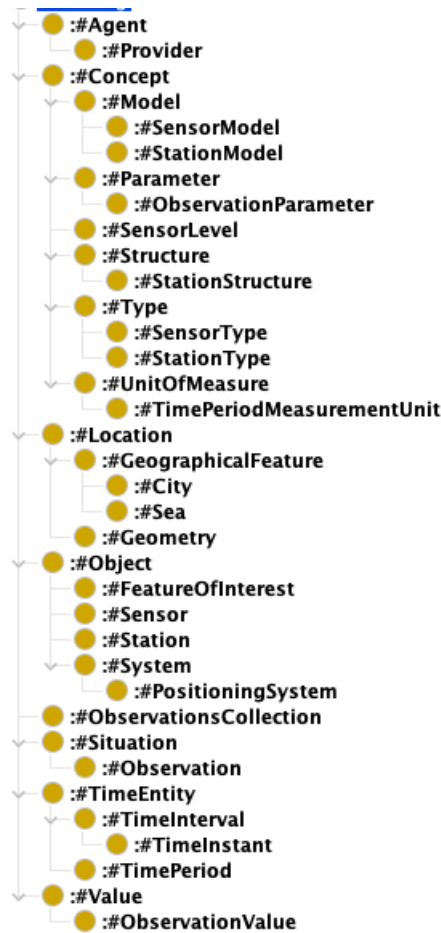 :#Agent
:#Provider
:#Concept
:#Model
:#SensorModel
:#StationModel
:#Parameter
:#ObservationParameter
:#SensorLevel
:#Structure
:#StationStructure
:#Type
:#SensorType
:#StationType
:#UnitOfMeasure
:#TimePeriodMeasurementUnit
:#Location
:#GeographicalFeature
:#City
:#Sea
:#Geometry
:#Object
:#FeatureOfInterest
:#Sensor
:#Station
:#System
:#PositioningSystem
:#ObservationsCollection
:#Situation
:#Observation
:#TimeEntity
:#TimeInterval
:#TimeInstant
:#TimePeriod
:#Value
:#ObservationValue